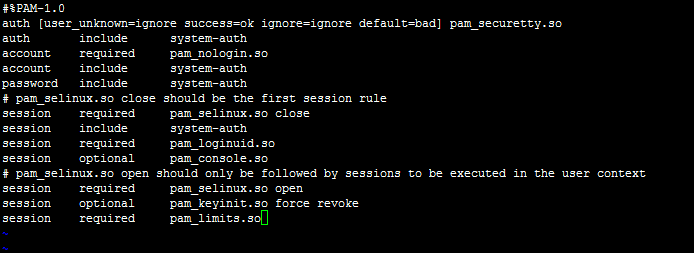 #%PAM-1.0
auth [user_unknown=ignore success=ok ignore=ignore default=bad] pam_securetty.so
auth       include      system-auth
account    required     pam_nologin.so
account    include      system-auth
password   include      system-auth
# pam_selinux.so close should be the first session rule
session    required     pam_selinux.so close
session    include      system-auth
session    required     pam_loginuid.so
session    optional     pam_console.so
# pam_selinux.so open should only be followed by sessions to be executed in the user context
session    required     pam_selinux.so open
session    optional     pam_keyinit.so force revoke
session    required     pam_limits.so
~
~